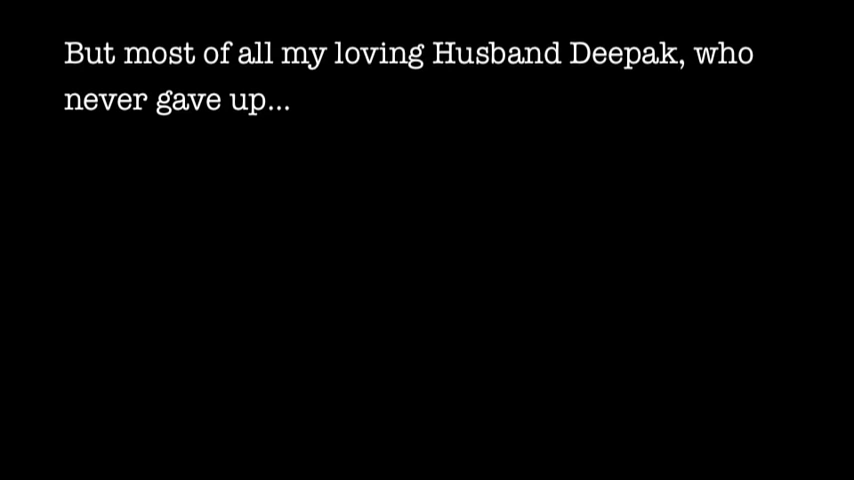 But most of all my loving Husband Deepak, who
never gave up...